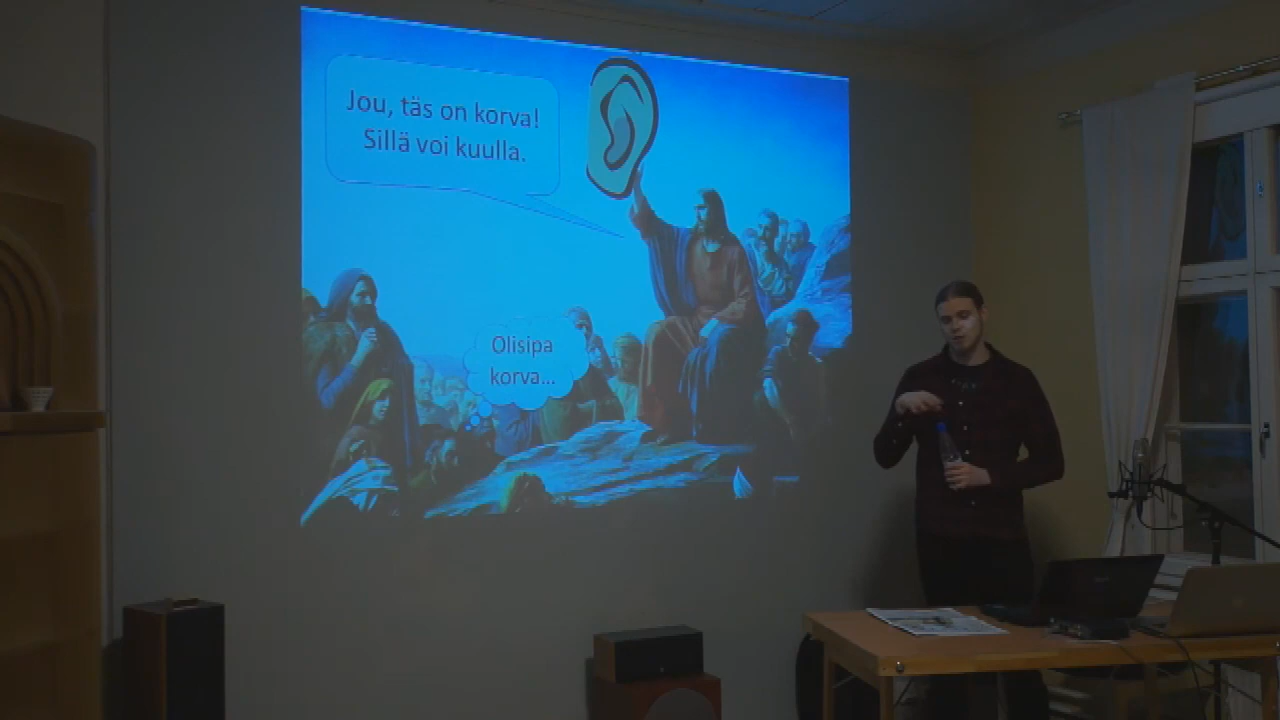 Jou, täs on korva!
Sillä voi kuulla.
Olisipa
korva...